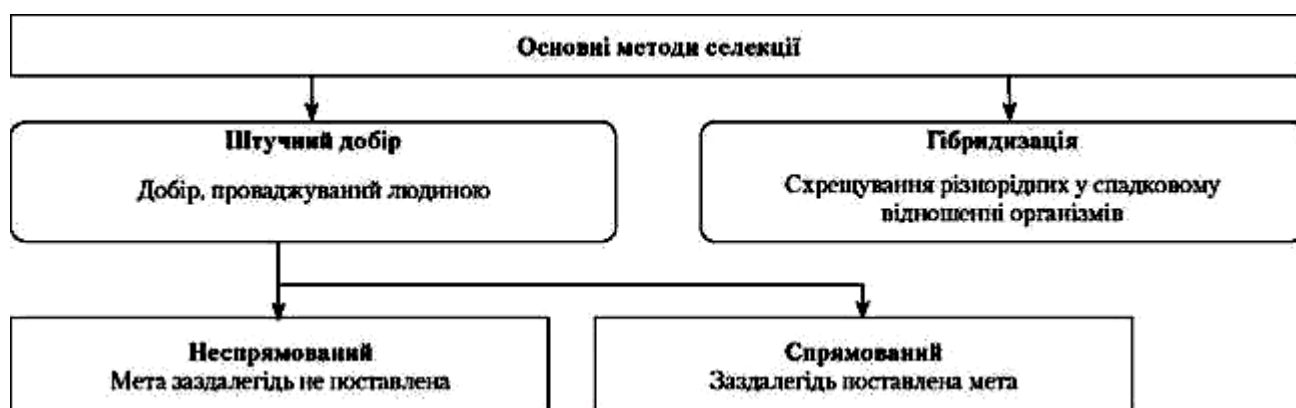 Основні методи селекції
Штучний добір
Добір, проваджуваний людиною
Гібридизація
Схрещування різнорідних у спадковому
відношенні організмів
Неспрямований
Мета заздалегідь не поставлена
Спрямований
Заздалегідь поставлена мета